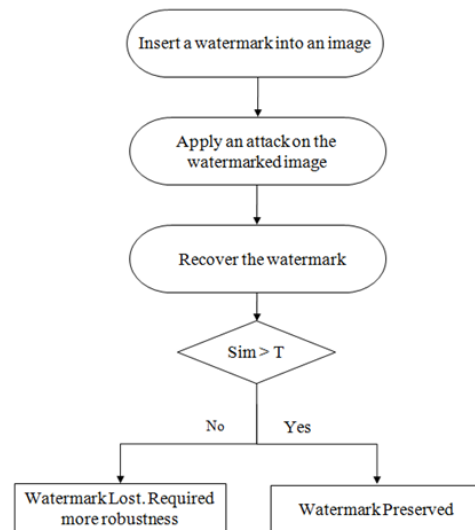 Insert a watermark into an image
Apply an attack on the
watermarked image
Recover the watermark
Sim > T
No
Yes
Watermark Lost. Required
more robustness
Watermark Preserved